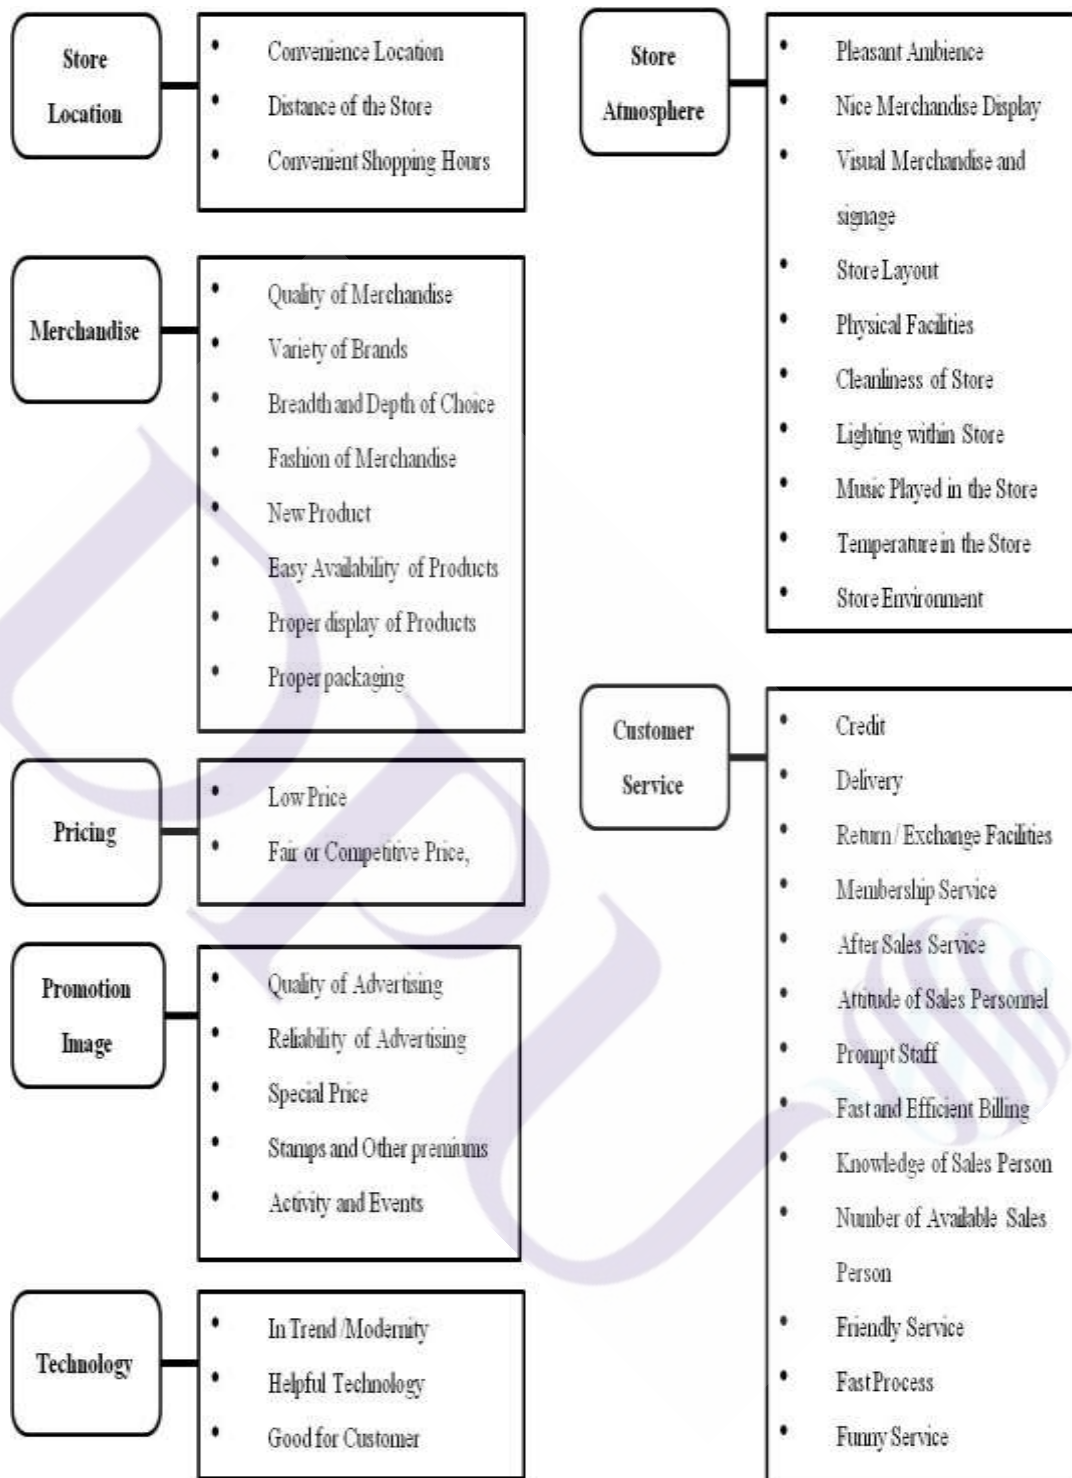 Store
Location
• Convenience Location
• Distance of the Store
• Convenient Shopping Hours
Merchandise
• Quality of Merchandise
• Variety of Brands
• Breadth and Depth of Choice
• Fashion of Merchandise
• New Product
• Easy Availability of Products
• Proper display of Products
• Proper packaging
Pricing
• Low Price
• Fair or Competitive Price,
Promotion
Image
• Quality of Advertising
• Reliability of Advertising
• Special Price
• Stamps and Other premiums
• Activity and Events
Technology
• In Trend /Modernity
• Helpful Technology
• Good for Customer
Store
Atmosphere
• Pleasant Ambience
• Nice Merchandise Display
• Visual Merchandise and
signage
• Store Layout
• Physical Facilities
• Cleanliness of Store
• Lighting within Store
• Music Played in the Store
• Temperature in the Store
• Store Environment
Customer
Service
• Credit
• Delivery
• Return / Exchange Facilities
• Membership Service
• After Sales Service
• Attitude of Sales Personnel
• Prompt Staff
• Fast and Efficient Billing
• Knowledge of Sales Person
• Number of Available Sales
Person
• Friendly Service
• Fast Process
• Funny Service
DPU